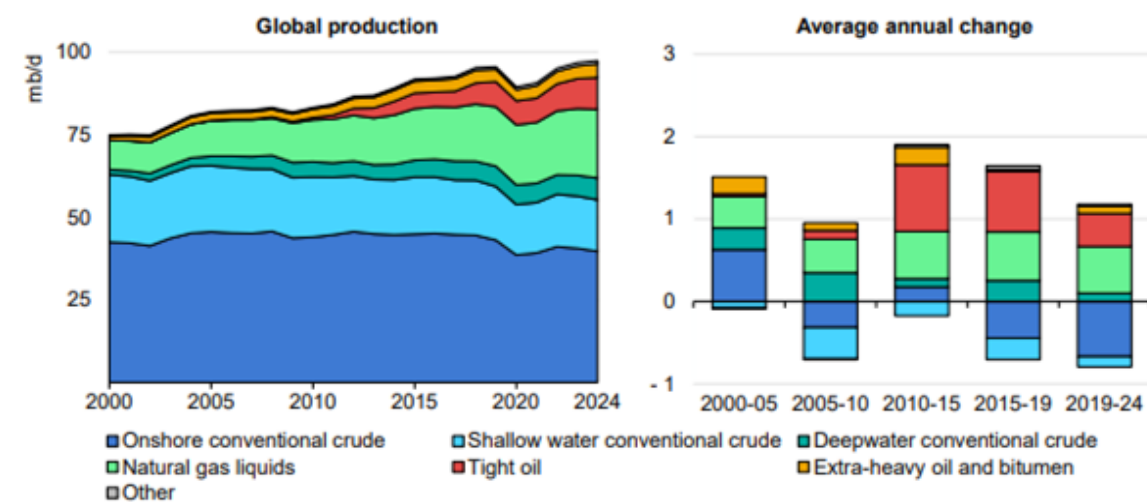 Global production
Average annual change
mb/d
100
75
50
25
2000 2005 2010 2015 2020 2024
3
2
1
0
- 1
2000-05 2005-10 2010-15 2015-19 2019-24
Onshore conventional crude Shallow water conventional crude Deepwater conventional crude
Natural gas liquids Tight oil Extra-heavy oil and bitumen
Other